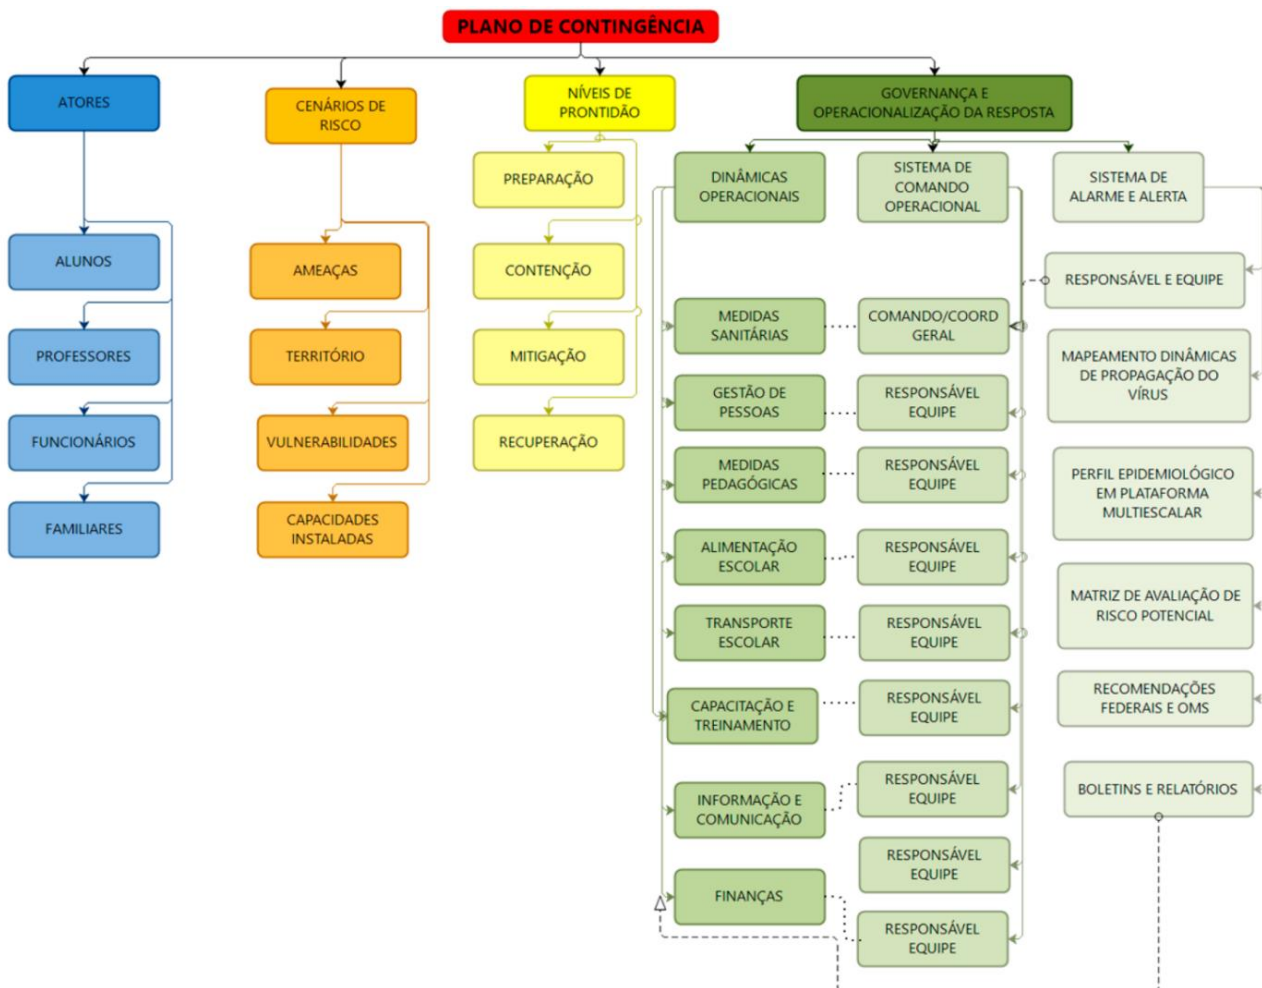 PLANO DE CONTINGÊNCIA
ATORES
ALUNOS
PROFESSORES
FUNCIONÁRIOS
FAMILIARES
CENÁRIOS DE
RISCO
AMEAÇAS
TERRITÓRIO
VULNERABILIDADES
CAPACIDADES
INSTALADAS
NÍVEIS DE
PRONTIDÃO
PREPARAÇÃO
CONTENÇÃO
MITIGAÇÃO
RECUPERAÇÃO
GOVERNANÇA E
OPERACIONALIZAÇÃO DA RESPOSTA
DINÂMICAS
OPERACIONAIS
MEDIDAS
SANITÁRIAS
GESTÃO DE
PESSOAS
MEDIDAS
PEDAGÓGICAS
ALIMENTAÇÃO
ESCOLAR
TRANSPORTE
ESCOLAR
CAPACITAÇÃO E
TREINAMENTO
INFORMAÇÃO E
COMUNICAÇÃO
FINANÇAS
SISTEMA DE
COMANDO
OPERACIONAL
COMANDO/COORD
GERAL
RESPONSÁVEL
EQUIPE
RESPONSÁVEL
EQUIPE
RESPONSÁVEL
EQUIPE
RESPONSÁVEL
EQUIPE
RESPONSÁVEL
EQUIPE
RESPONSÁVEL
EQUIPE
RESPONSÁVEL
EQUIPE
RESPONSÁVEL
EQUIPE
SISTEMA DE
ALARME E ALERTA
RESPONSÁVEL E EQUIPE
MAPEAMENTO DINÂMICAS
DE PROPAGAÇÃO DO
VÍRUS
PERFIL EPIDEMIOLÓGICO
EM PLATAFORMA
MULTIESCALAR
MATRIZ DE AVALIAÇÃO DE
RISCO POTENCIAL
RECOMENDAÇÕES
FEDERAIS E OMS
BOLETINS E RELATÓRIOS